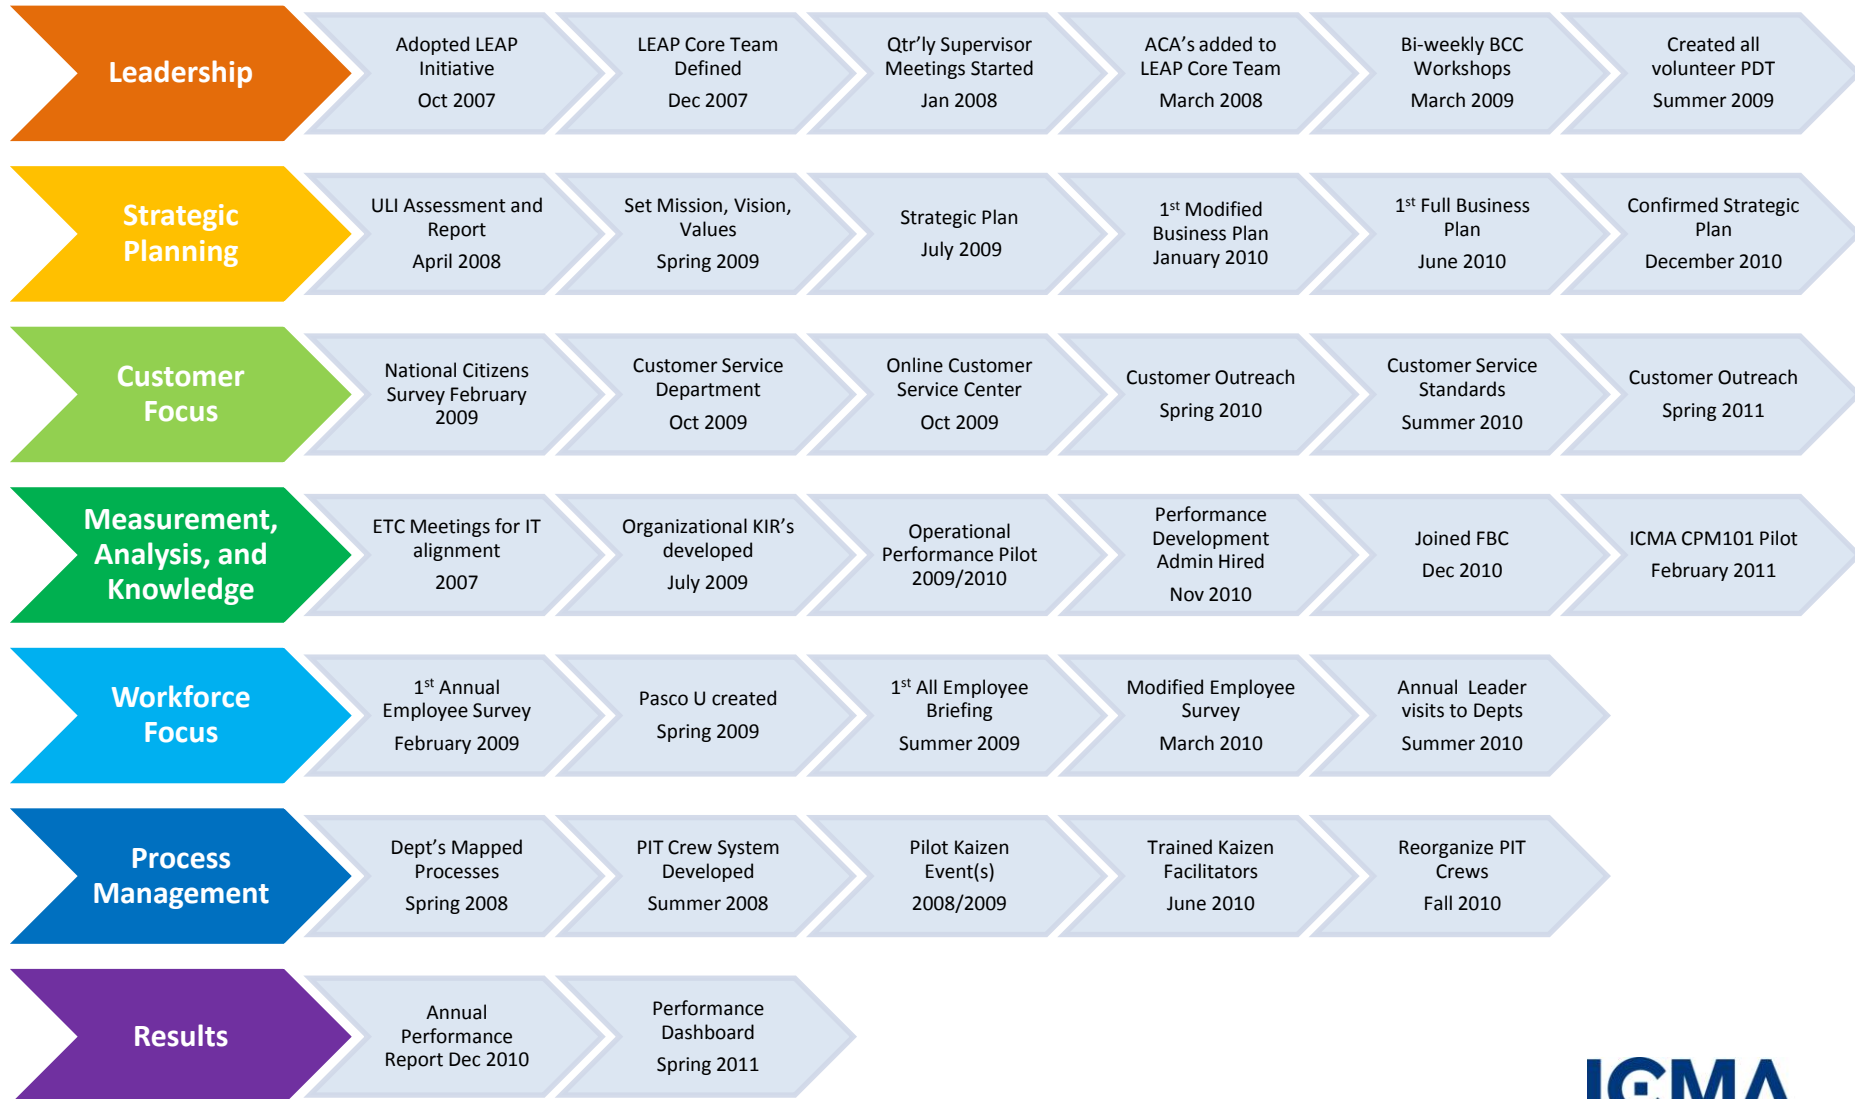 Leadership
Adopted LEAP
Initiative
Oct 2007
LEAP Core Team
Defined
Dec 2007
Qtr'ly Supervisor
Meetings Started
Jan 2008
ACA's added to
LEAP Core Team
March 2008
Bi-weekly BCC
Workshops
March 2009
Created all
volunteer PDT
Summer 2009
Strategic
Planning
ULI Assessment and
Report
April 2008
Set Mission, Vision,
Values
Spring 2009
Strategic Plan
July 2009
1st Modified
Business Plan
January 2010
1st Full Business
Plan
June 2010
Confirmed Strategic
Plan
December 2010
Customer
Focus
National Citizens
Survey February
2009
Customer Service
Department
Oct 2009
Online Customer
Service Center
Oct 2009
Customer Outreach
Spring 2010
Customer Service
Standards
Summer 2010
Customer Outreach
Spring 2011
Measurement,
Analysis, and
Knowledge
ETC Meetings for IT
alignment
2007
Organizational KIR's
developed
July 2009
Operational
Performance Pilot
2009/2010
Performance
Development
Admin Hired
Nov 2010
Joined FBC
Dec 2010
ICMA CPM101 Pilot
February 2011
Workforce
Focus
1st Annual
Employee Survey
February 2009
Pasco U created
Spring 2009
1st All Employee
Briefing
Summer 2009
Modified Employee
Survey
March 2010
Annual Leader
visits to Depts
Summer 2010
Process
Management
Dept's Mapped
Processes
Spring 2008
PIT Crew System
Developed
Summer 2008
Pilot Kaizen
Event(s)
2008/2009
Trained Kaizen
Facilitators
June 2010
Reorganize PIT
Crews
Fall 2010
Results
Annual
Performance
Report Dec 2010
Performance
Dashboard
Spring 2011
ICMA